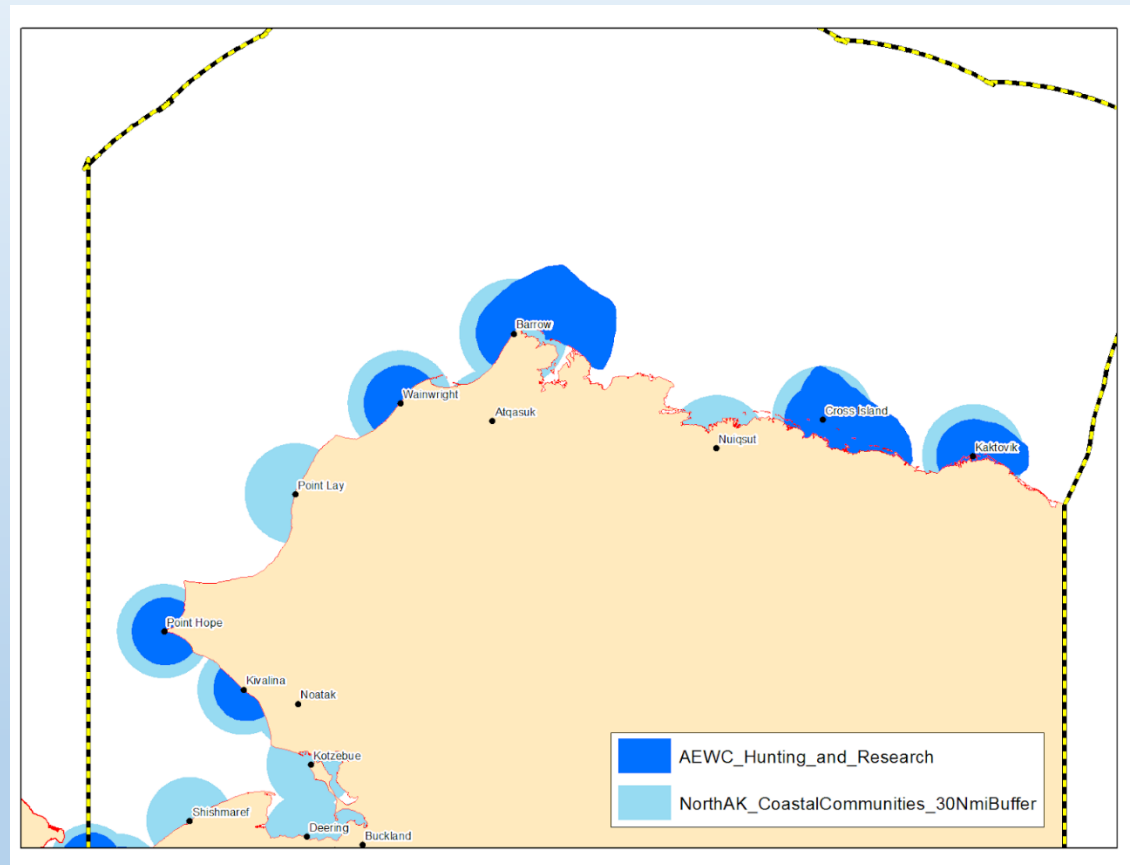 Barrow
Wainwright
Atqasuk
Cross Island
Nuiqsut
Kaktovik
Point Lay
Point Hope
Kivalina
Noatak
Kotzebue
Shishmaref
Deering
Buckland
AEWC_Hunting_and_Research
NorthAK_CoastalCommunities_30NmiBuffer